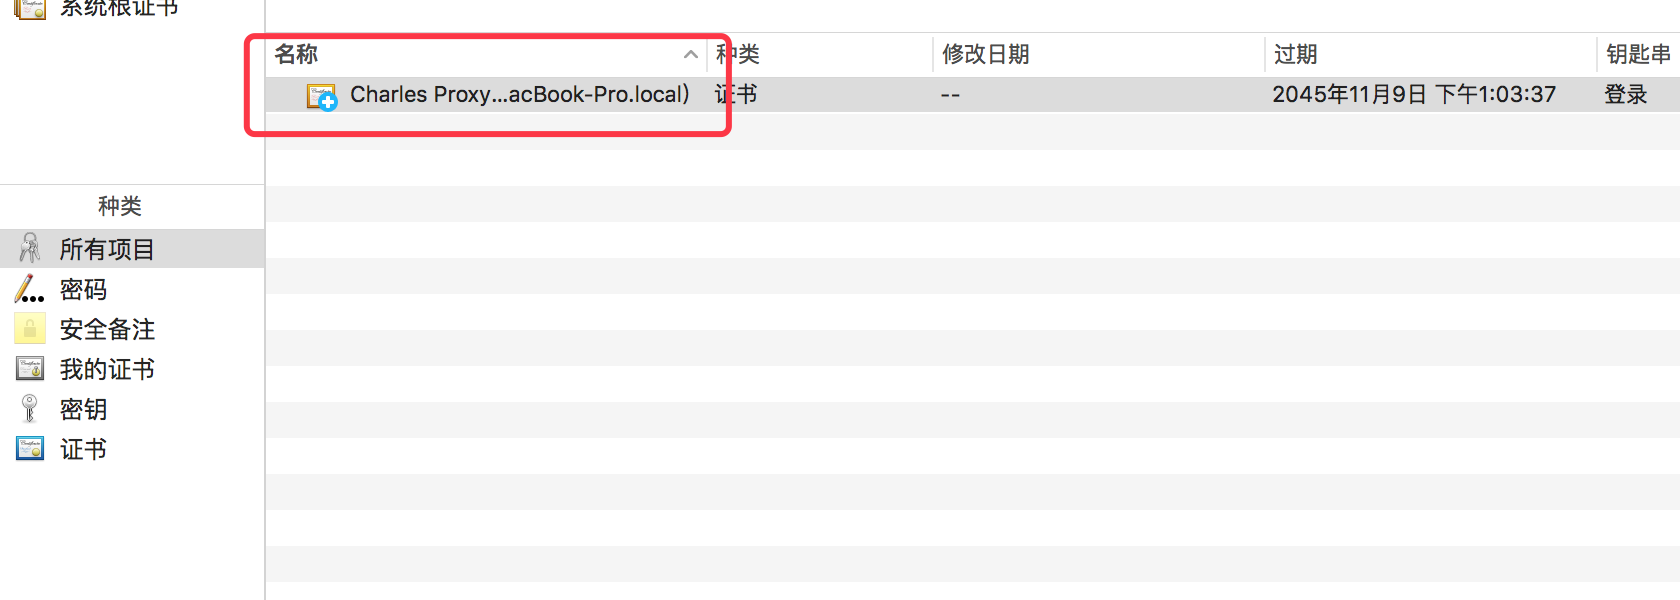 系统根证书
名称 种类 修改日期 过期 钥匙串
Charles Proxy...acBook-Pro.local) 证书 -- 2045年11月9日 下午1:03:37 登录
种类
所有项目
密码
安全备注
我的证书
密钥
证书